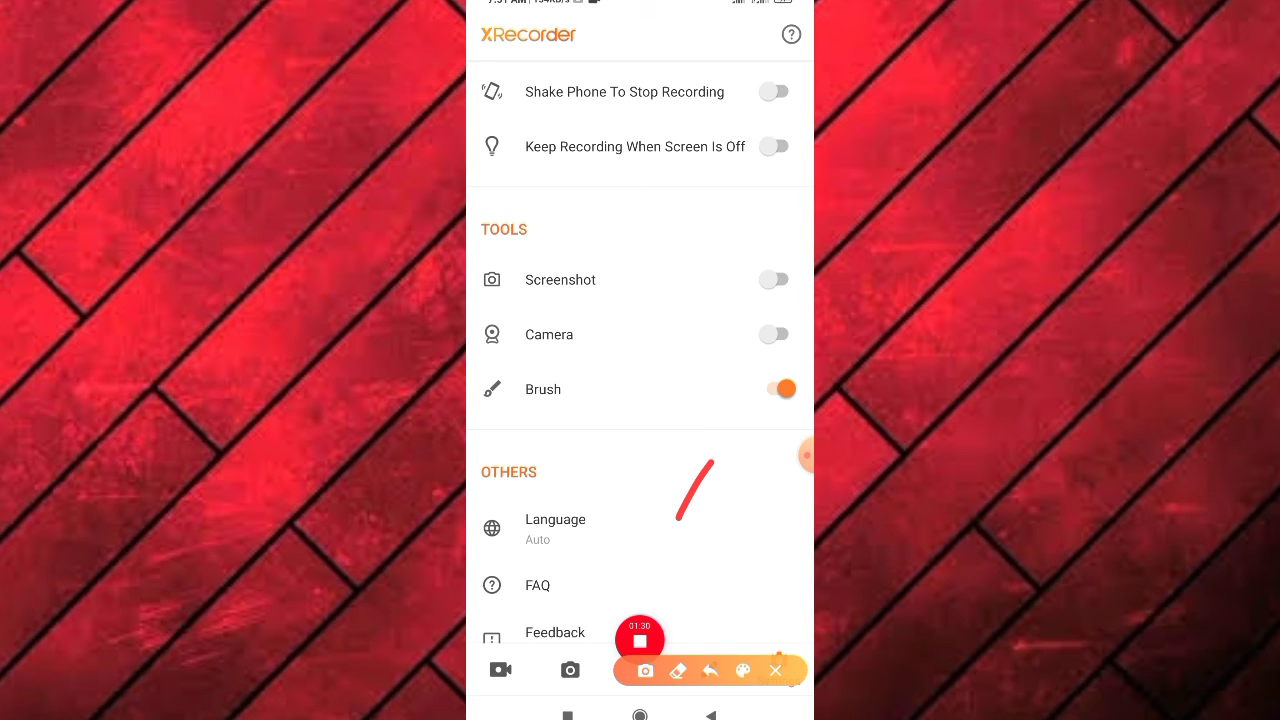 XRecorder
Shake Phone To Stop Recording
Keep Recording When Screen Is Off
TOOLS
Screenshot
Camera
Brush
OTHERS
Language
Auto
FAQ
Feedback
01:30